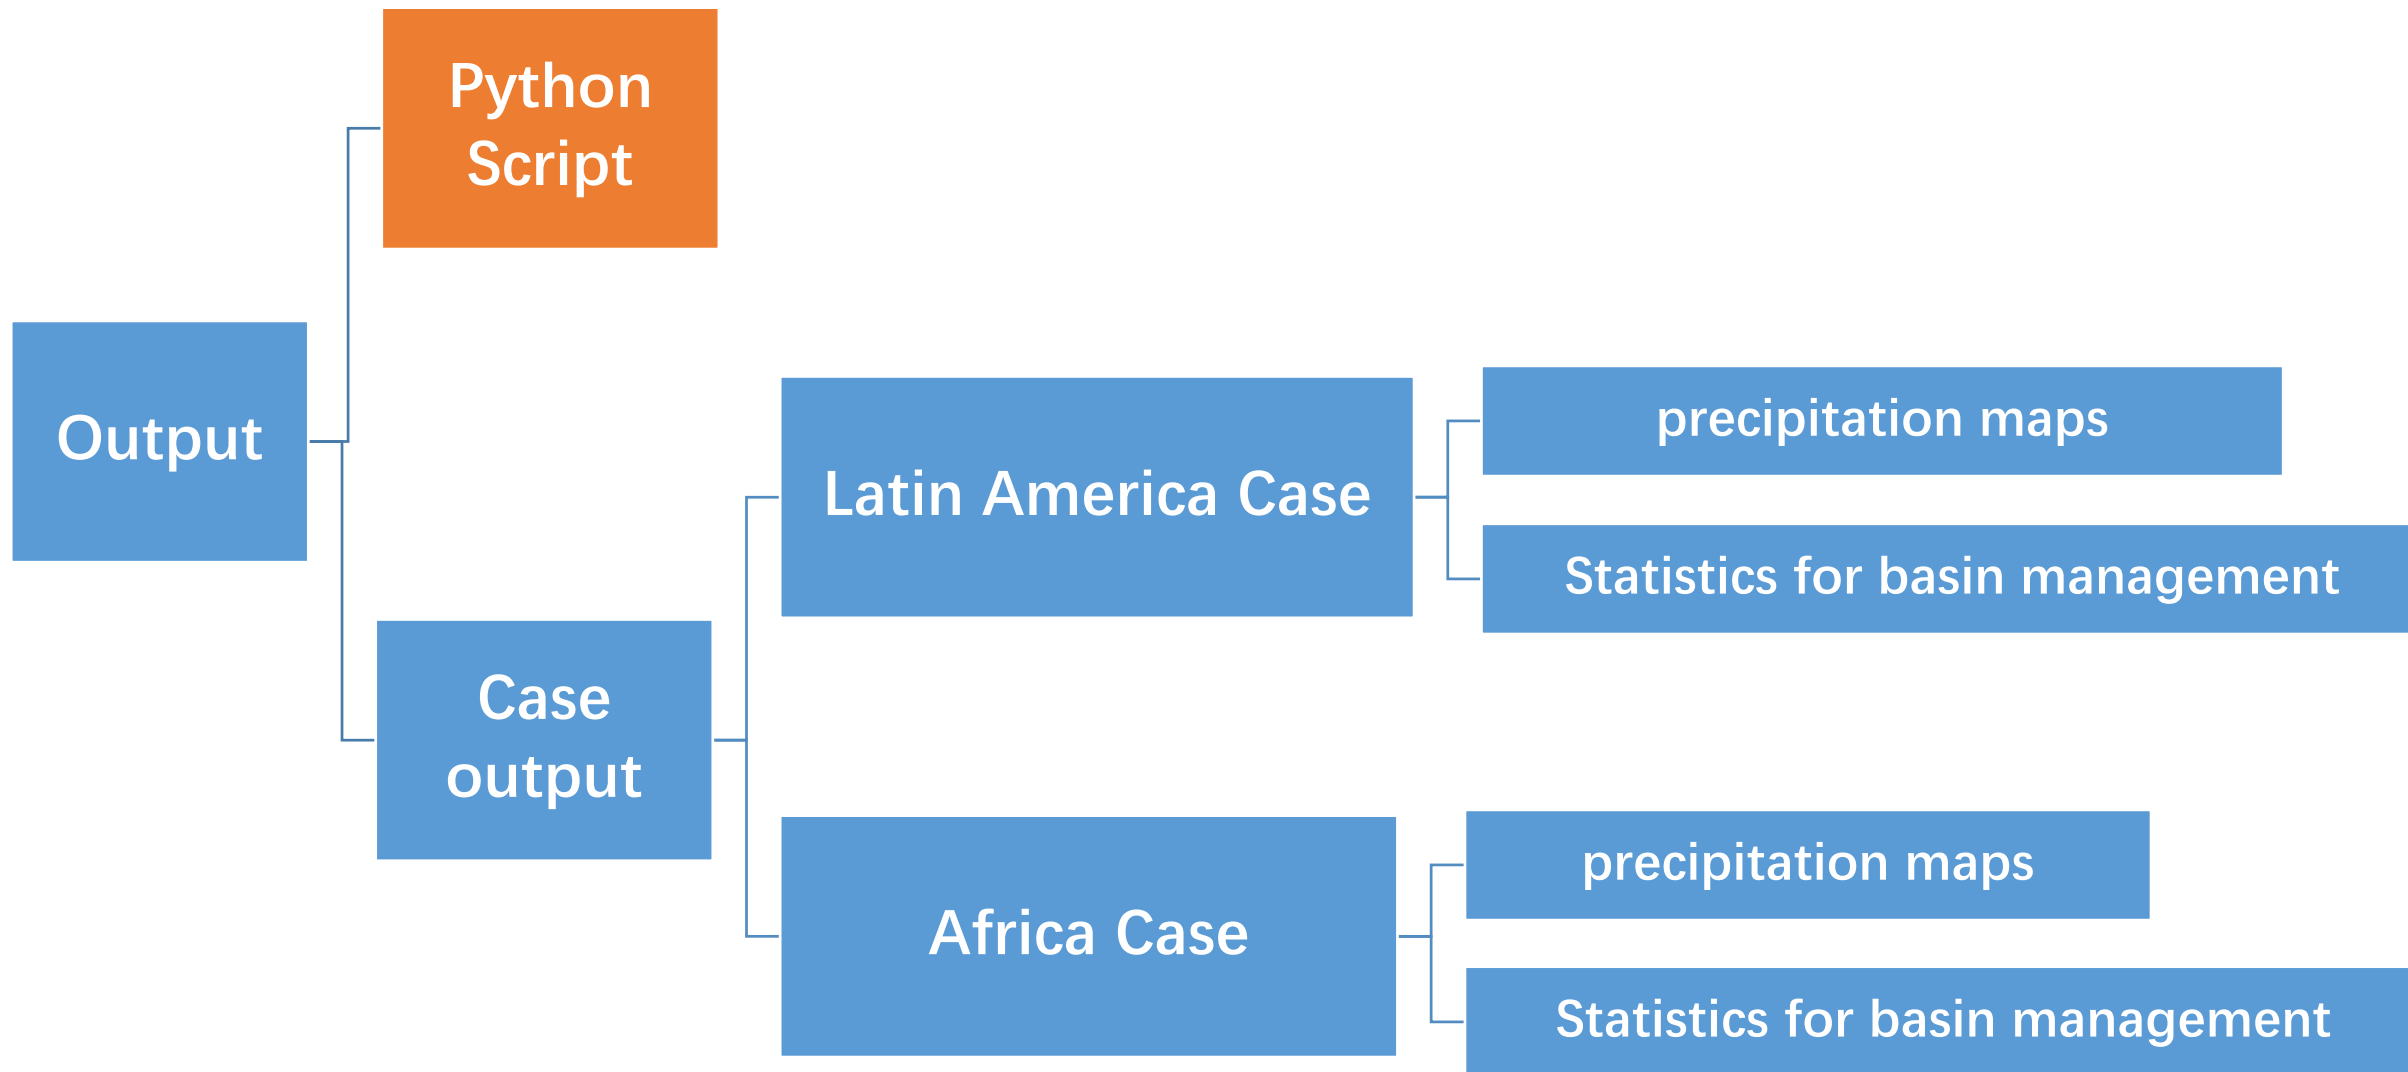 Python
Script
Output
Case
output
Latin America Case
precipitation maps
Statistics for basin management
Africa Case
precipitation maps
Statistics for basin management